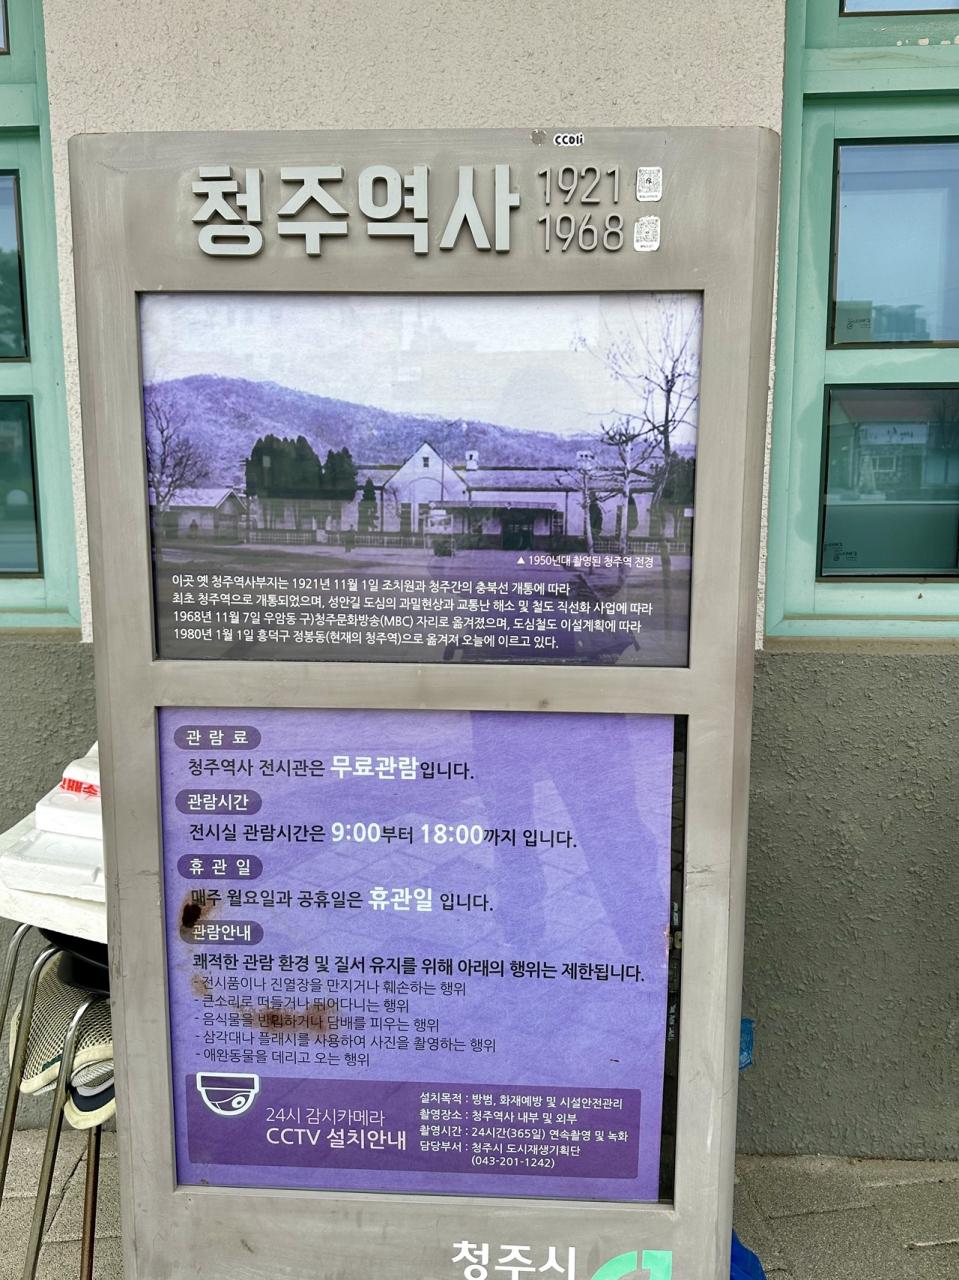 ccoli
청주역사
1921
1968
▲ 1950년대 촬영된 청주역 전경
이곳 옛 청주역사부지는 1921년 11월 1일 조치원과 청주간의 충북선 개통에 따라
최초 청주역으로 개통되었으며, 성안길 도심의 과밀현상과 교통난 해소 및 철도 직선화 사업에 따라
1968년 11월 7일 우암동 구)청주문화방송(MBC) 자리로 옮겨졌으며, 도심철도 이설계획에 따라
1980년 1월 1일 흥덕구 정봉동(현재의 청주역)으로 옮겨져 오늘에 이르고 있다.
관 람 료
청주역사 전시관은 무료관람입니다.
관람시간
전시실 관람시간은 9:00부터 18:00까지 입니다.
휴 관 일
매주 월요일과 공휴일은 휴관일 입니다.
관람안내
쾌적한 관람 환경 및 질서 유지를 위해 아래의 행위는 제한됩니다.
- 전시품이나 진열장을 만지거나 훼손하는 행위
- 큰소리로 떠들거나 뛰어다니는 행위
- 음식물을 반입하거나 담배를 피우는 행위
- 삼각대나 플래시를 사용하여 사진을 촬영하는 행위
- 애완동물을 데리고 오는 행위
24시 감시카메라
CCTV 설치안내
설치목적 : 방범, 화재예방 및 시설안전관리
촬영장소 : 청주역사 내부 및 외부
촬영시간 : 24시간(365일) 연속촬영 및 녹화
담당부서 : 청주시 도시재생기획단
(043-201-1242)
청주시